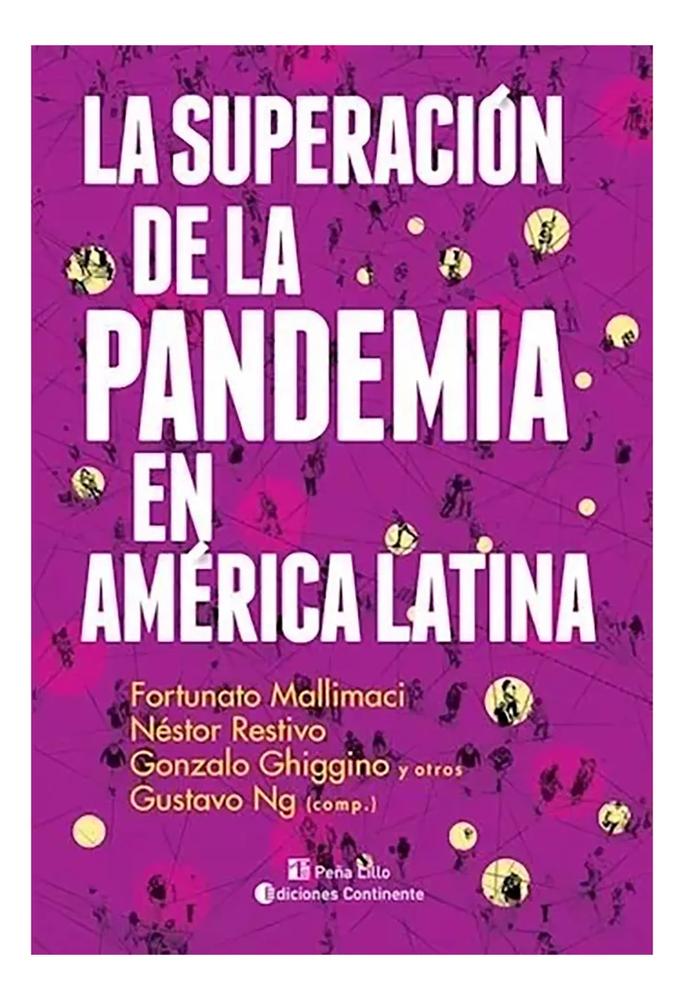 LA SUPERACIÓN
DE LA
PANDEMIA
EN
AMÉRICA LATINA
Fortunato Mallimaci
Néstor Restivo
Gonzalo Ghiggino y otros
Gustavo Ng (comp.)
Peña Lillo
Ediciones Continente